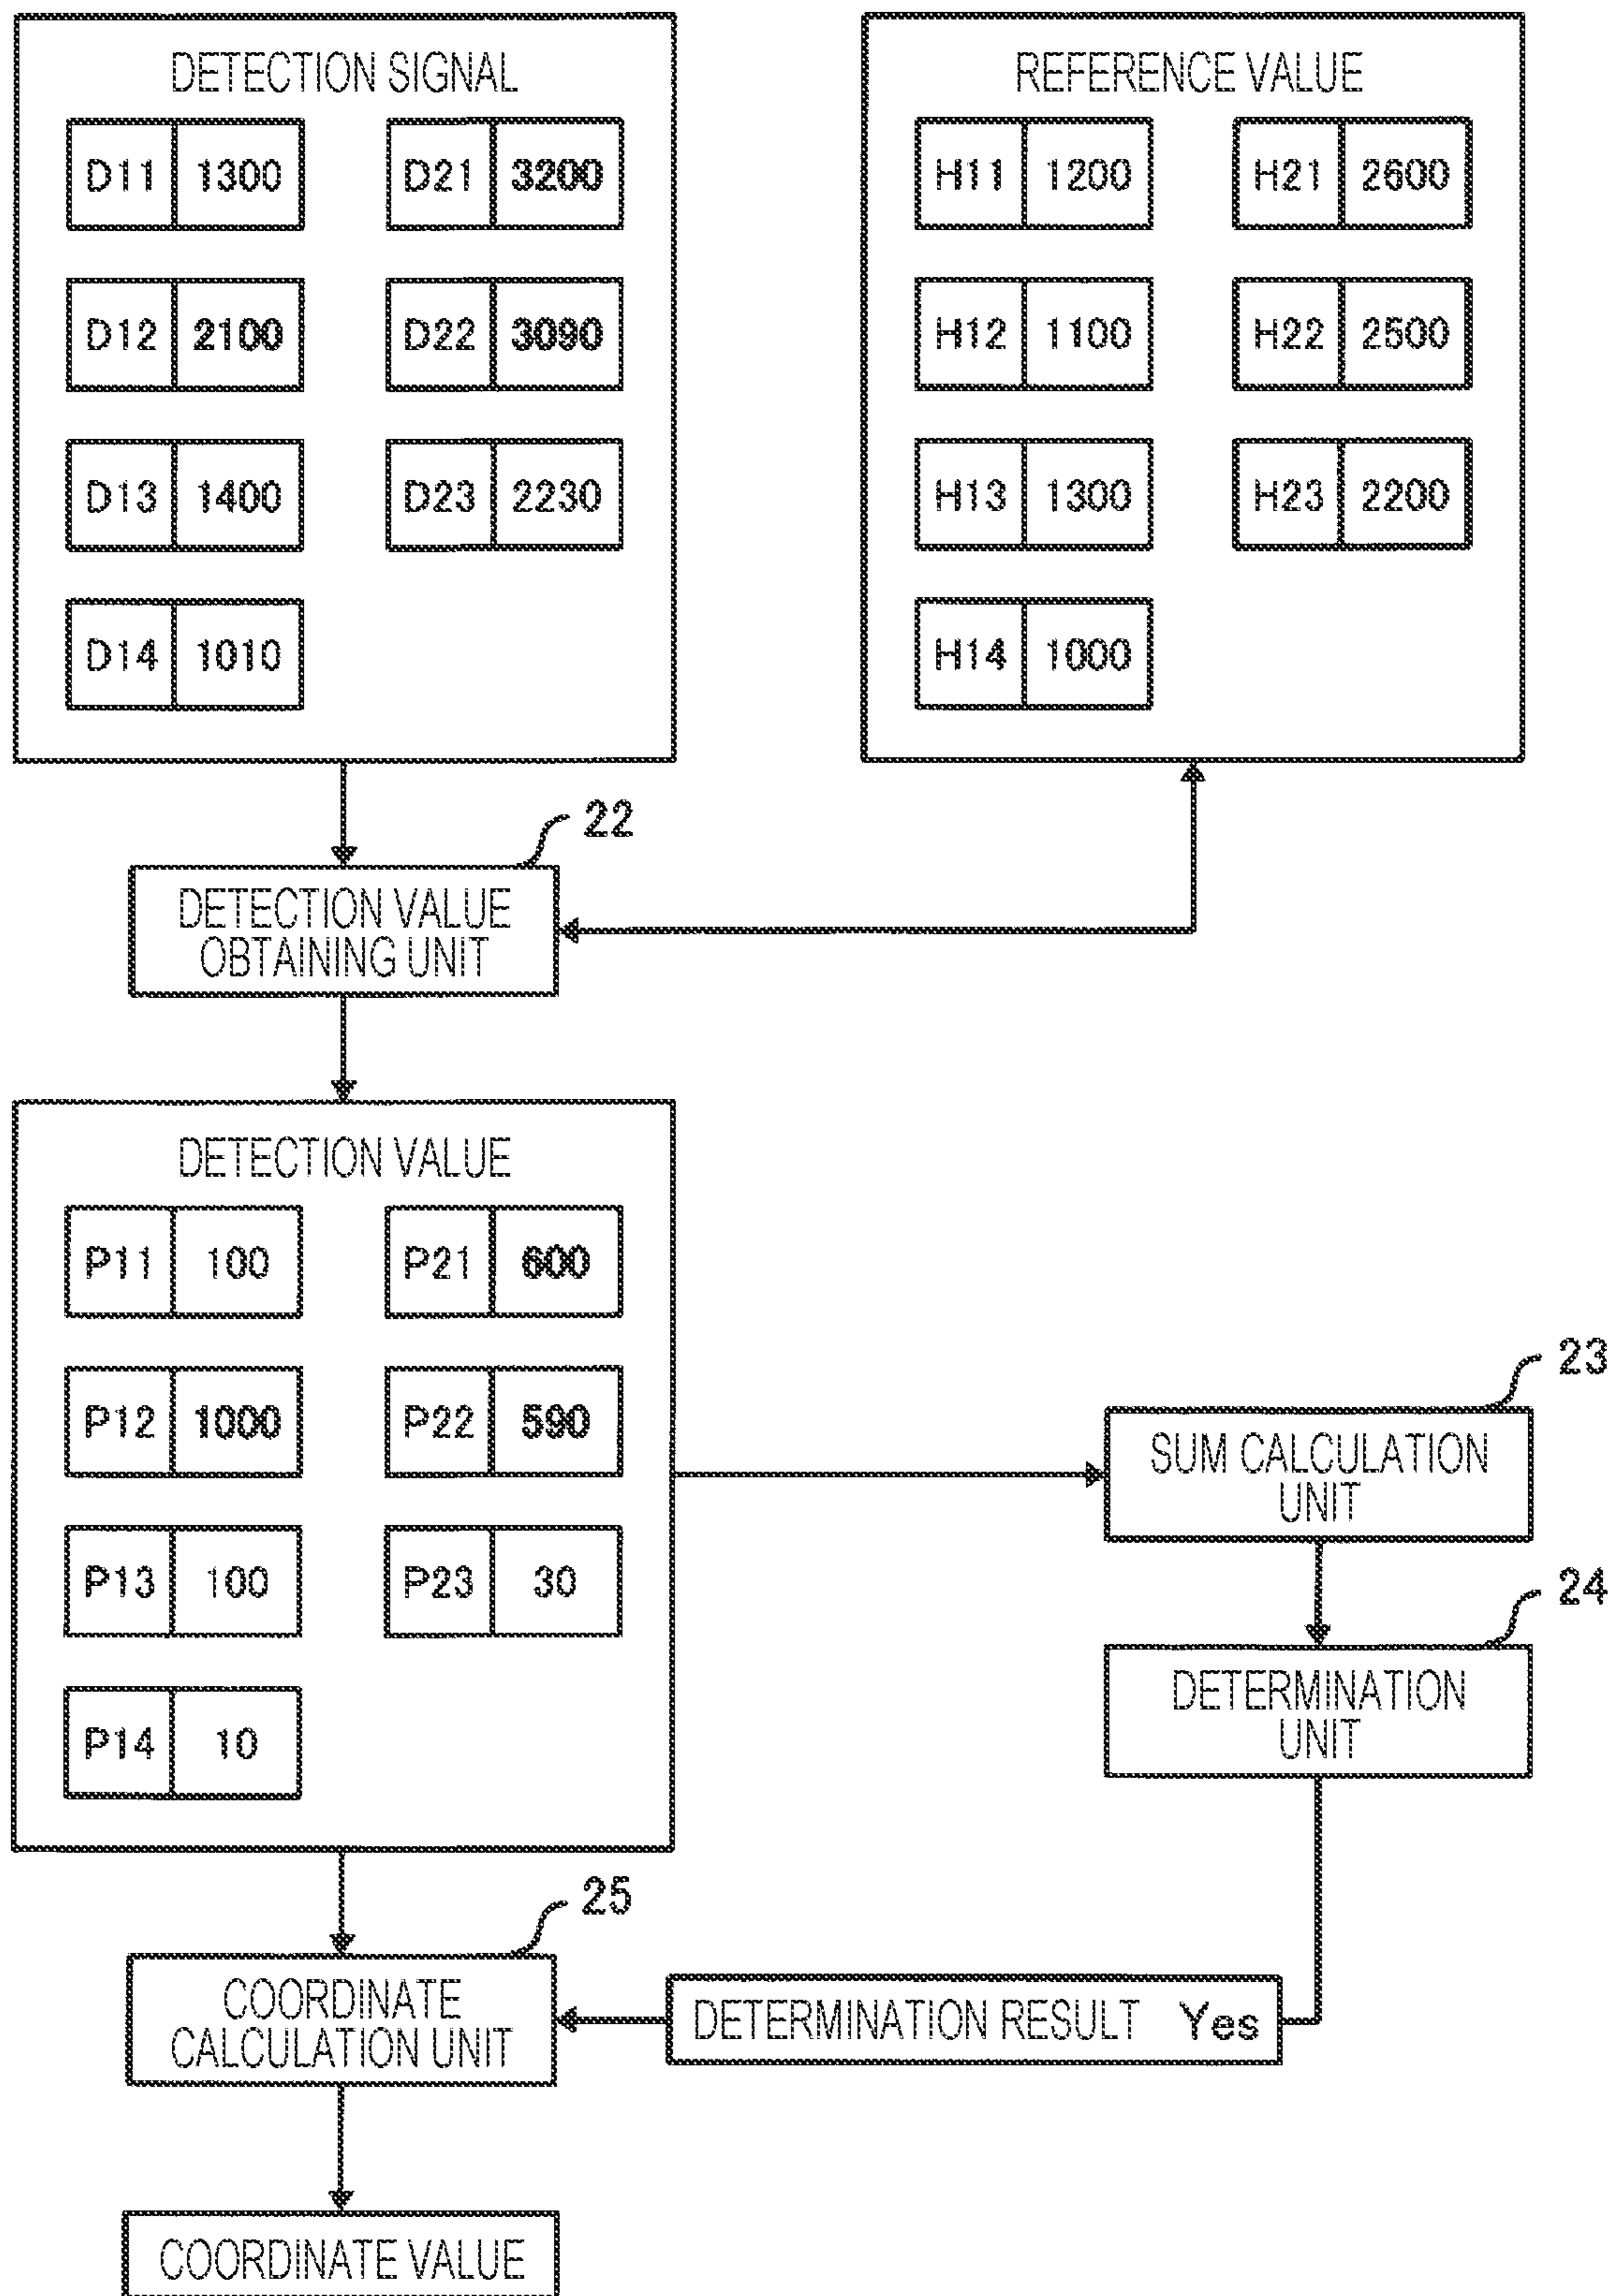 DETECTION SIGNAL
D11 1300 D21 3200
D12 2100 D22 3090
D13 1400 D23 2230
D14 1010
REFERENCE VALUE
H11 1200 H21 2600
H12 1100 H22 2500
H13 1300 H23 2200
H14 1000
22
DETECTION VALUE
OBTAINING UNIT
DETECTION VALUE
P11 100 P21 600
P12 1000 P22 590
P13 100 P23 30
P14 10
23
SUM CALCULATION
UNIT
24
DETERMINATION
UNIT
25
COORDINATE
CALCULATION UNIT
DETERMINATION RESULT Yes
COORDINATE VALUE